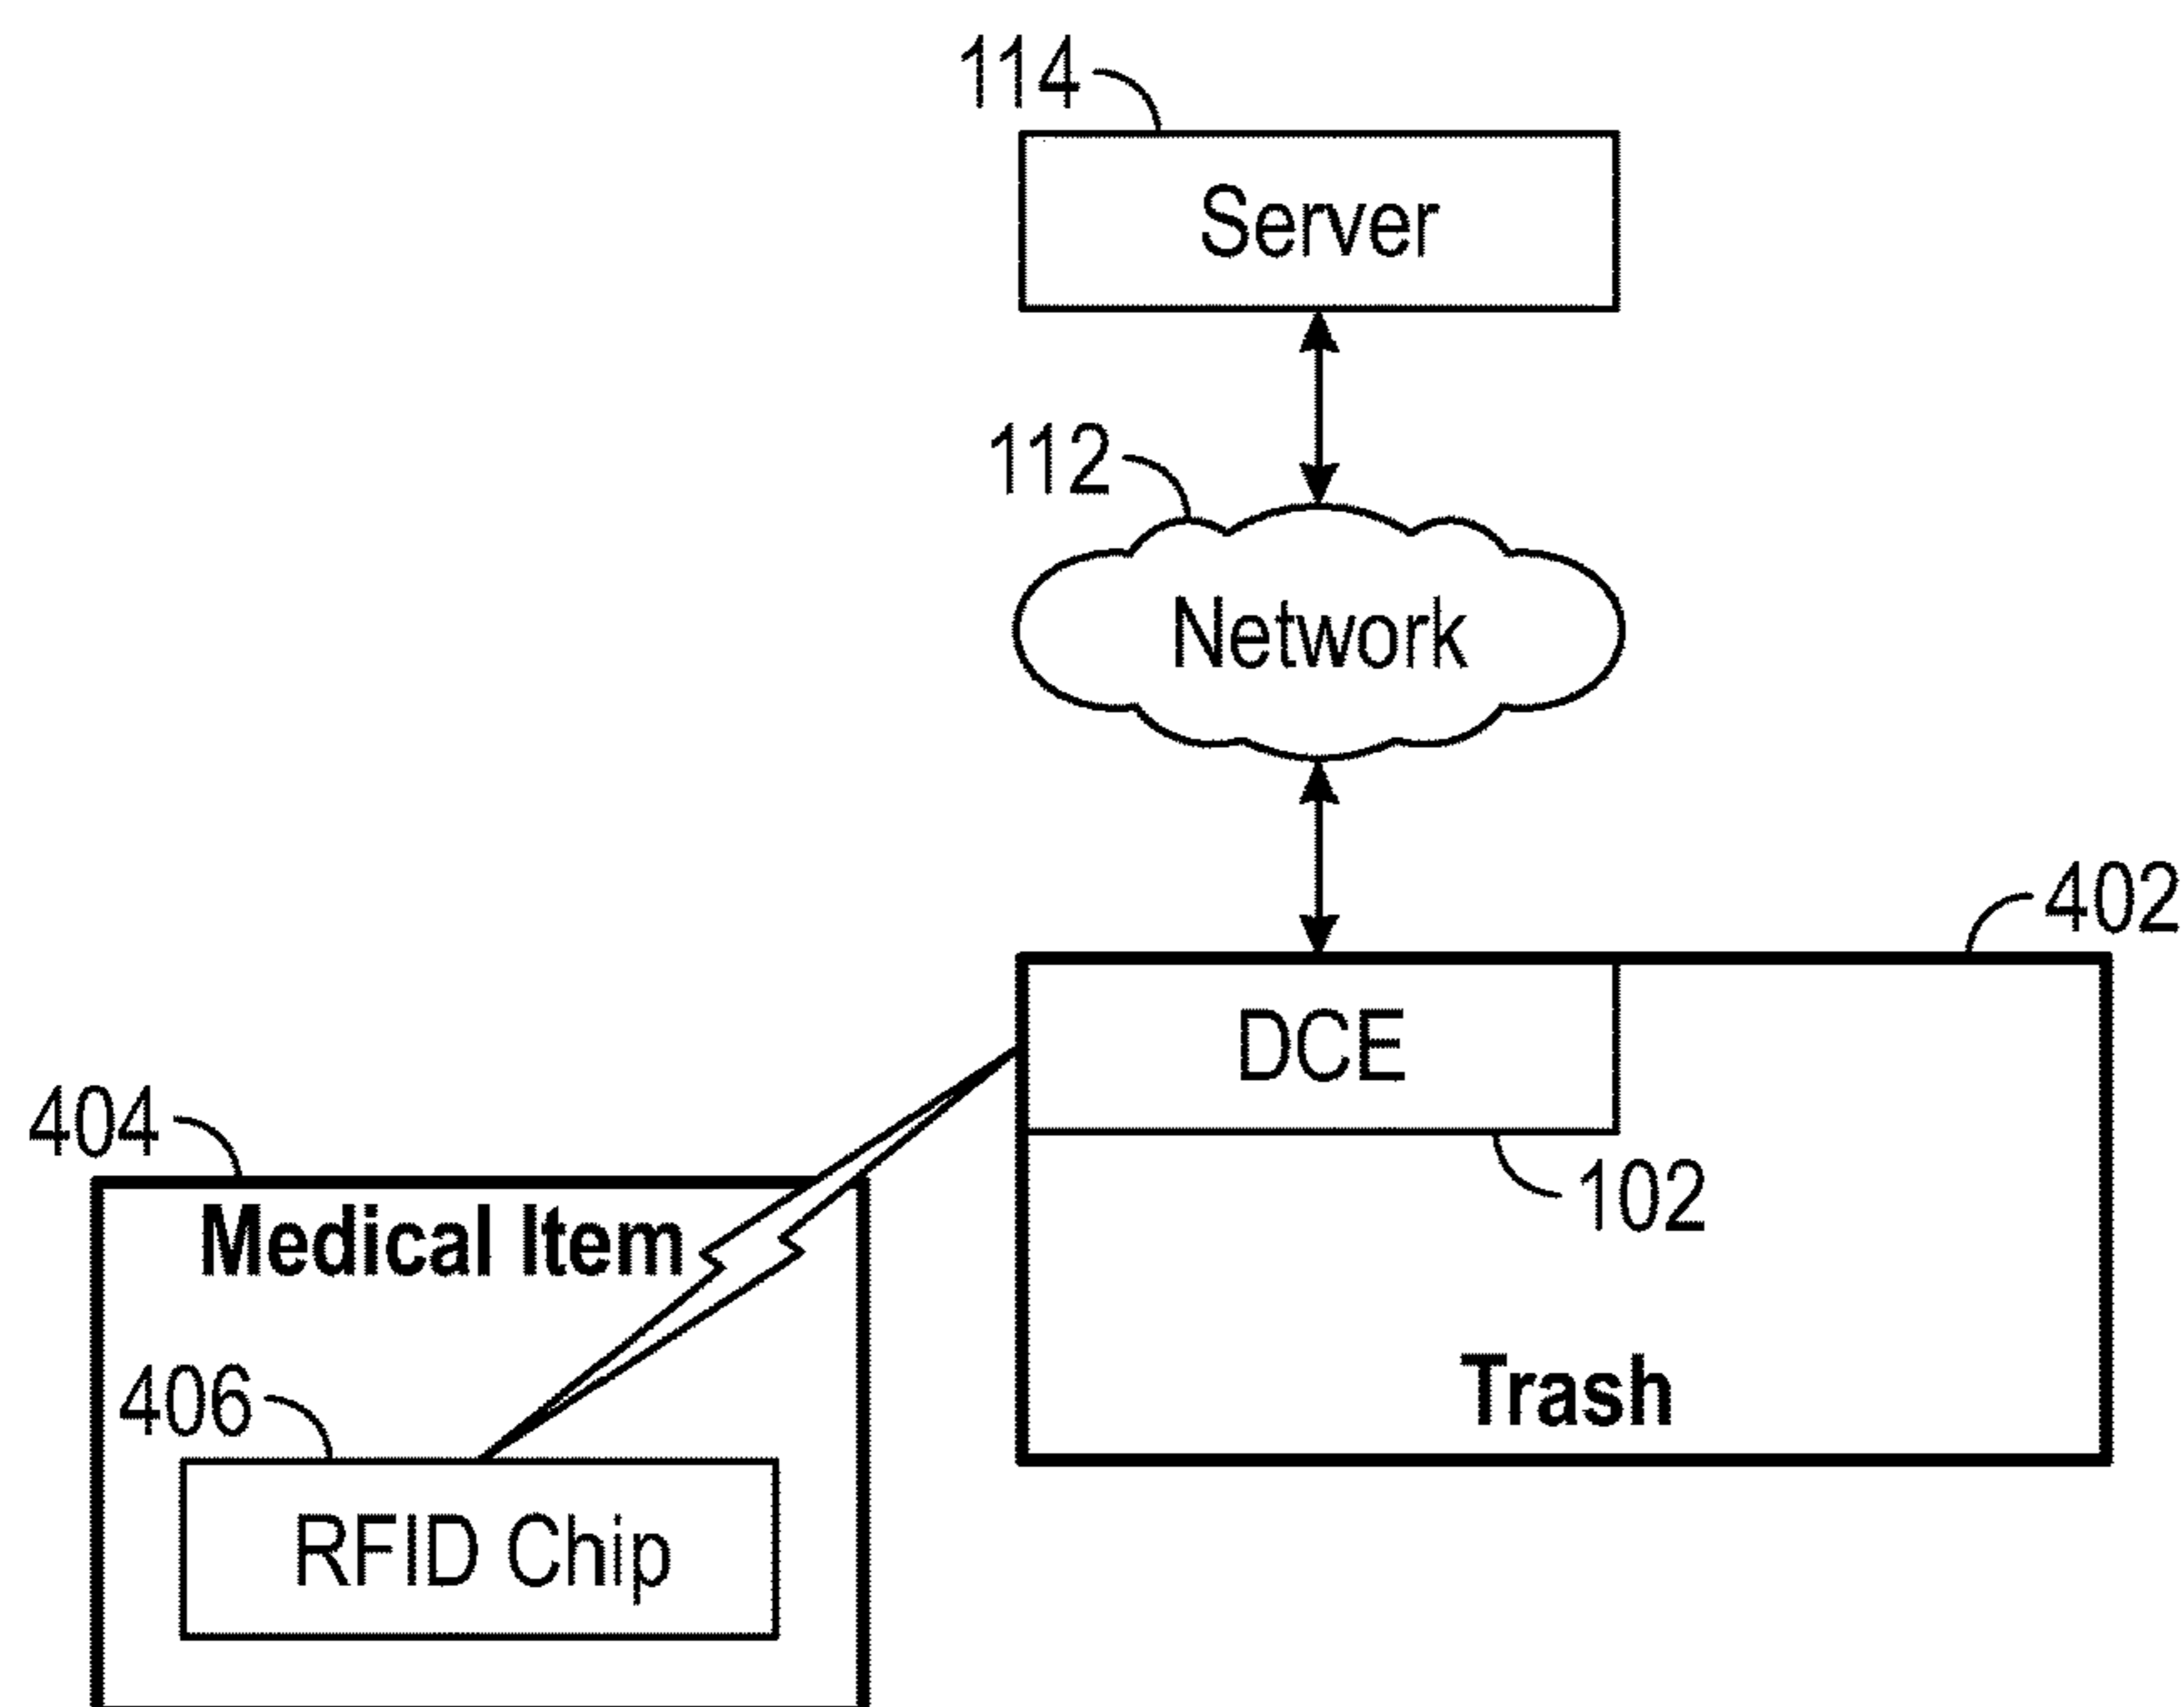 114
Server
112
Network
402
DCE
404
102
Medical Item
Trash
406
RFID Chip